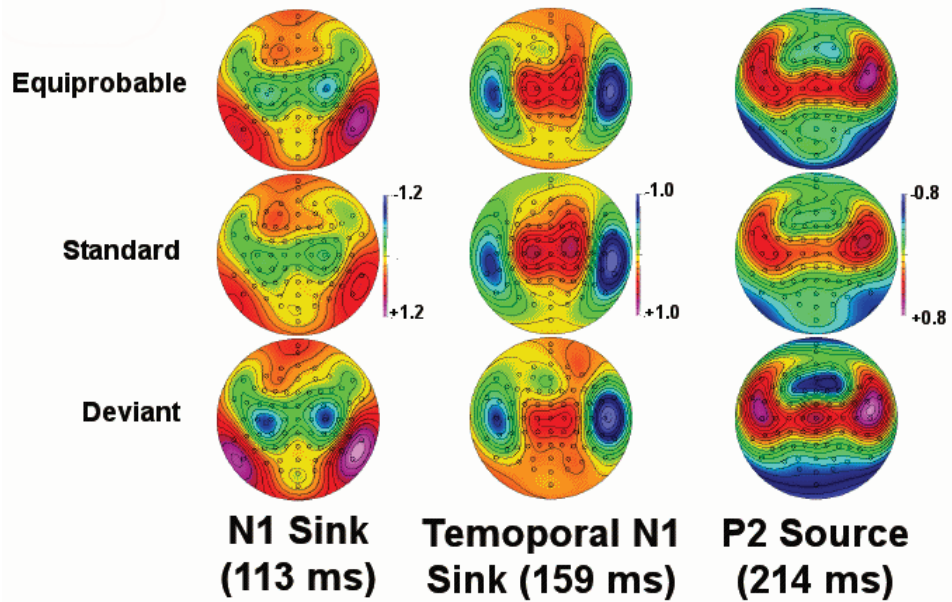 Equiprobable
Standard
-1.2
+1.2
-1.0
+1.0
-0.8
+0.8
Deviant
N1 Sink
(113 ms)
Temoporal N1
Sink (159 ms)
P2 Source
(214 ms)